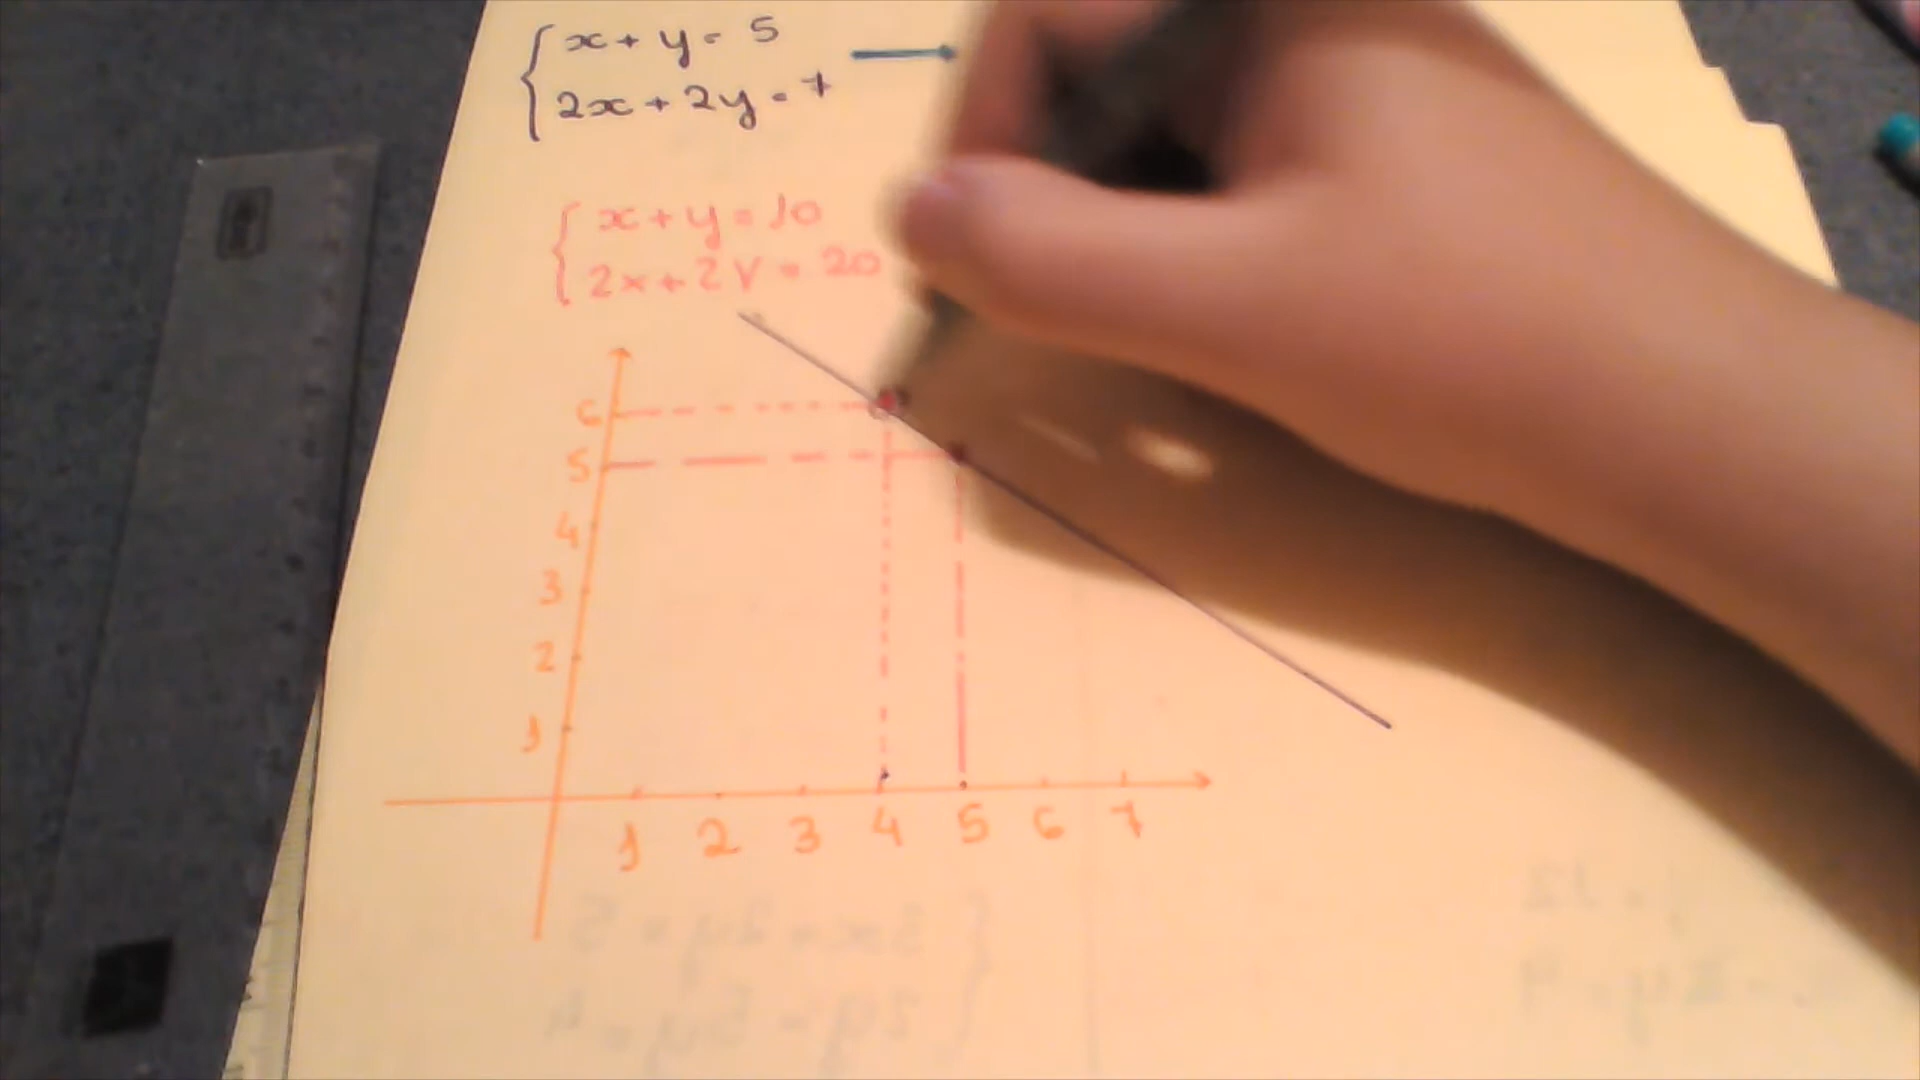 x + y = 5
2x + 2y = 7
x + y = 10
2x + 2y = 20
6
5
4
3
2
1
1 2 3 4 5 6 7